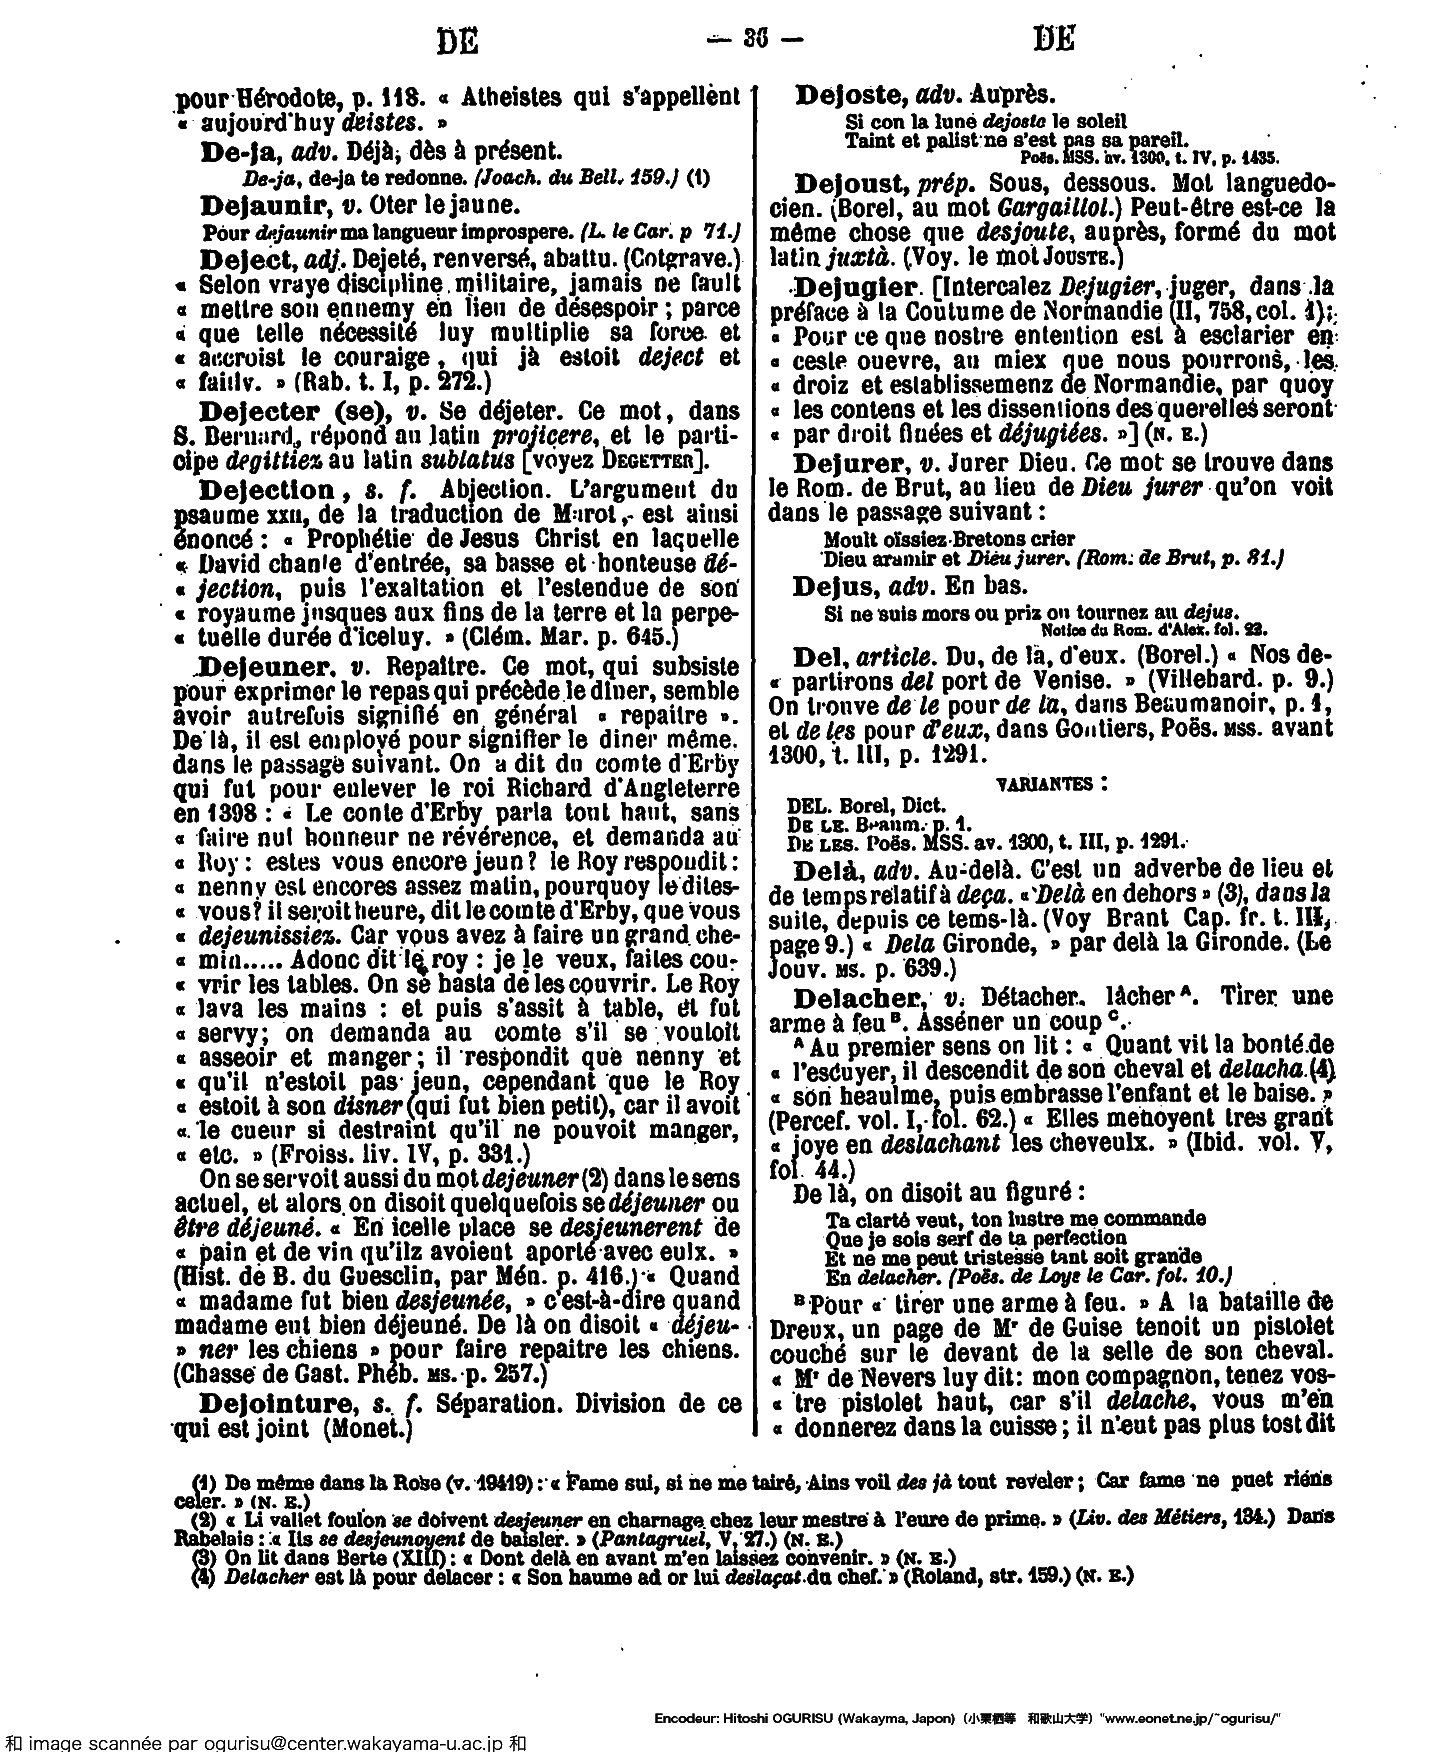 DE — 36 — DE
pour Hérodote, p. 118. « Atheistes qui s'appellent
« aujourd'huy deistes. »
De-ja, adv. Déjà, dès à présent.
De-ja, de-ja te redonne. (Joach. du Bell. 159.) (1)
Dejaunir, v. Oter le jaune.
Pour dejaunir ma langueur improspere. (L. le Car. p 71.)
Deject, adj. Dejeté, renversé, abattu. (Cotgrave.)
« Selon vraye discipline militaire, jamais ne fault
« mettre son ennemy en lieu de désespoir ; parce
« que telle nécessité luy multiplie sa force et
« accroist le couraige, qui jà estoit deject et
« failly. » (Rab. t. I, p. 272.)
Dejecter (se), v. Se déjeter. Ce mot, dans
S. Bernard, répond au latin projicere, et le parti-
cipe degittiez au latin sublatus [voyez DEGETTER].
Dejection, s. f. Abjection. L'argument du
psaume XXII, de la traduction de Marot, est ainsi
énoncé : « Prophétie de Jesus Christ en laquelle
« David chante d'entrée, sa basse et honteuse dé-
« jection, puis l'exaltation et l'estendue de son
« royaume jusques aux fins de la terre et la perpe-
« tuelle durée d'iceluy. » (Clém. Mar. p. 645.)
Dejeuner, v. Repaître. Ce mot, qui subsiste
pour exprimer le repas qui précède le dîner, semble
avoir autrefois signifié en général « repaitre ».
De là, il est employé pour signifier le diner même.
dans le passage suivant. On a dit du comte d'Erby
qui fut pour enlever le roi Richard d'Angleterre
en 1398 : « Le conte d'Erby parla tout haut, sans
« faire nul honneur ne révérence, et demanda au
« Roy : estes vous encore jeun ? le Roy respondit :
« nenny est encores assez matin, pourquoy le dites-
« vous ? il seroit heure, dit le comte d'Erby, que vous
« dejeunissiez. Car vous avez à faire un grand che-
« min..... Adonc dit le roy : je le veux, faites cou-
« vrir les tables. On se hasta de les couvrir. Le Roy
« lava les mains : et puis s'assit à table, et fut
« servy ; on demanda au comte s'il se vouloit
« asseoir et manger ; il respondit que nenny et
« qu'il n'estoit pas jeun, cependant que le Roy
« estoit à son disner (qui fut bien petit), car il avoit
« le cueur si destraint qu'il ne pouvoit manger,
« etc. » (Froiss. liv. IV, p. 331.)
On se servoit aussi du mot dejeuner (2) dans le sens
actuel, et alors on disoit quelquefois se déjeuner ou
être déjeuné. « En icelle place se desjeunerent de
« pain et de vin qu'ilz avoient aporté avec eulx. »
(Hist. de B. du Guesclin, par Mén. p. 416.) « Quand
« madame fut bien desjeunée, » c'est-à-dire quand
madame eut bien déjeuné. De là on disoit « déjeu-
» ner les chiens » pour faire repaitre les chiens.
(Chasse de Gast. Phéb. MS. p. 257.)
Dejointure, s. f. Séparation. Division de ce
qui est joint (Monet.)
Dejoste, adv. Auprès.
Si con la lune dejoste le soleil
Taint et palist ne s'est pas sa pareil.
Poës. MSS. av. 1300, t. IV, p. 1435.
Dejoust, prép. Sous, dessous. Mot languedo-
cien. (Borel, au mot Gargaillol.) Peut-être est-ce la
même chose que desjoute, auprès, formé du mot
latin juxtà. (Voy. le mot JOUSTE.)
Dejugier. [Intercalez Dejugier, juger, dans la
préface à la Coutume de Normandie (II, 758, col. 1) :
« Pour ce que nostre entention est à esclarier en
« ceste ouevre, au miex que nous pourrons, les
« droiz et establissemenz de Normandie, par quoy
« les contens et les dissentions des querelles seront
« par droit finées et déjugiées. »] (N. E.)
Dejurer, v. Jurer Dieu. Ce mot se trouve dans
le Rom. de Brut, au lieu de Dieu jurer qu'on voit
dans le passage suivant :
Moult oïssiez Bretons crier
Dieu aramir et Dieu jurer. (Rom. de Brut, p. 81.)
Dejus, adv. En bas.
Si ne suis mors ou priz ou tournez au dejus.
Notice du Rom. d'Alex. fol. 23.
Del, article. Du, de la, d'eux. (Borel.) « Nos de-
« partirons del port de Venise. » (Villehard. p. 9.)
On trouve de le pour de la, dans Beaumanoir, p. 1,
et de les pour d'eux, dans Gontiers, Poës. MSS. avant
1300, t. III, p. 1291.
VARIANTES :
DEL. Borel, Dict.
DE LE. Beaum. p. 1.
DE LES. Poës. MSS. av. 1300, t. III, p. 1291.
Delà, adv. Au-delà. C'est un adverbe de lieu et
de temps relatif à deça. « Delà en dehors » (3), dans la
suite, depuis ce tems-là. (Voy Brant Cap. fr. t. III,
page 9.) « Dela Gironde, » par delà la Gironde. (Le
Jouv. MS. p. 639.)
Delacher, v. Détacher, lâcher A. Tirer une
arme à feu B. Asséner un coup C.
A Au premier sens on lit : « Quant vit la bonté de
« l'escuyer, il descendit de son cheval et delacha (4)
« son heaulme, puis embrasse l'enfant et le baise. »
(Percef. vol. I, fol. 62.) « Elles menoyent tres grant
« joye en deslachant les cheveulx. » (Ibid. vol. V,
fol. 44.)
De là, on disoit au figuré :
Ta clarté veut, ton lustre me commande
Que je sois serf de ta perfection
Et ne me peut tristesse tant soit grande
En delacher. (Poës. de Loys le Car. fol. 10.)
B Pour « tirer une arme à feu. » A la bataille de
Dreux, un page de Mr de Guise tenoit un pistolet
couché sur le devant de la selle de son cheval.
« Mr de Nevers luy dit : mon compagnon, tenez vos-
« tre pistolet haut, car s'il delache, vous m'en
« donnerez dans la cuisse ; il n'eut pas plus tost dit
(1) De même dans la Rose (v. 19419) : « Fame sui, si ne me tairé, Ains voil des jà tout reveler ; Car fame ne puet riens
celer. » (N. E.)
(2) « Li vallet foulon se doivent desjeuner en charnage chez leur mestre à l'eure de prime. » (Liv. des Métiers, 134.) Dans
Rabelais : « Ils se desjeunoyent de baisler. » (Pantagruel, V, 27.) (N. E.)
(3) On lit dans Berte (XIII) : « Dont delà en avant m'en laissez convenir. » (N. E.)
(4) Delacher est là pour delacer : « Son haume ad or lui deslaçat du chef. » (Roland, str. 159.) (N. E.)
Encodeur: Hitoshi OGURISU (Wakayma, Japon) (小栗栖等 和歌山大学) "www.eonet.ne.jp/~ogurisu/"
和 image scannée par ogurisu@center.wakayama-u.ac.jp 和